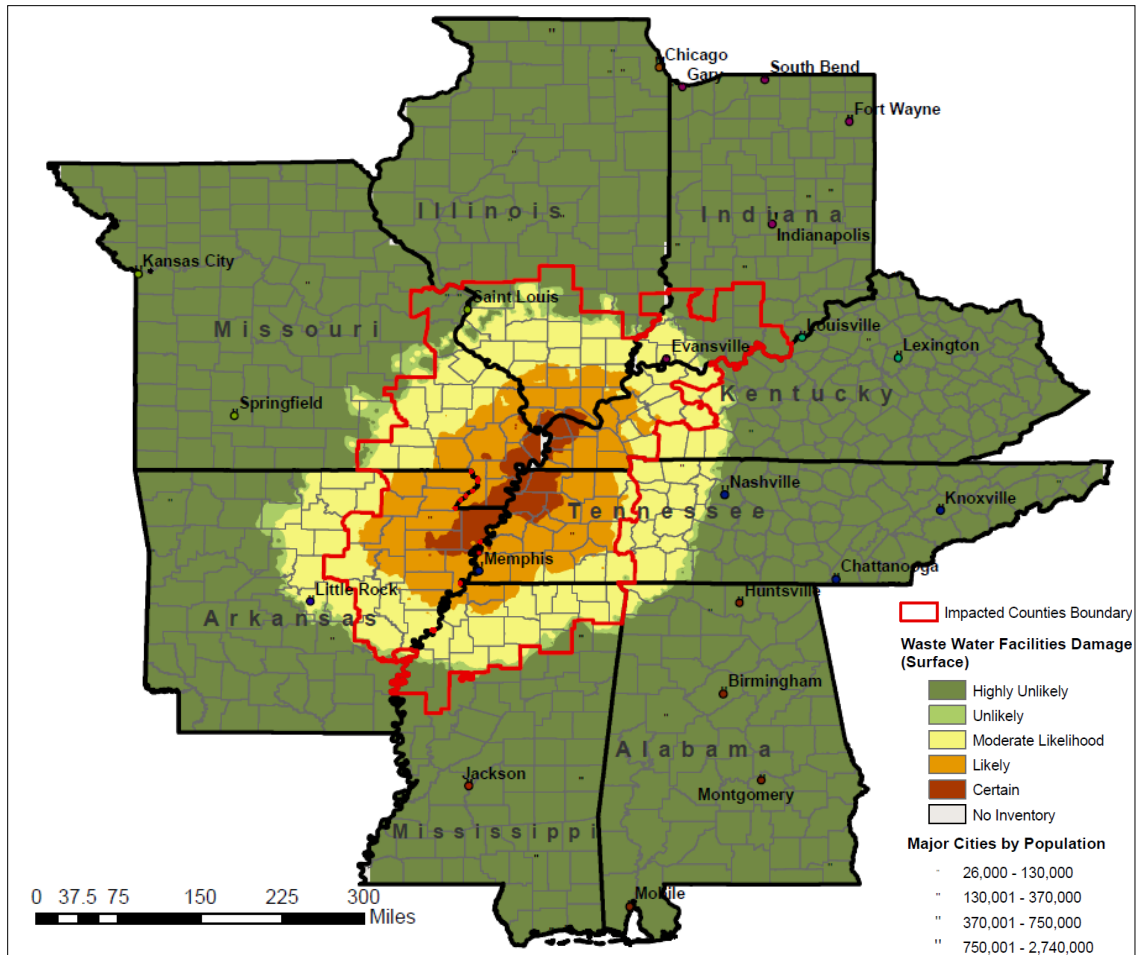 Chicago
Gary
South Bend
Fort Wayne
Illinois
Indiana
Indianapolis
Kansas City
Saint Louis
Missouri
Louisville
Evansville
Lexington
Kentucky
Springfield
Nashville
Knoxville
Tennessee
Memphis
Chattanooga
Little Rock
Huntsville
Arkansas
Birmingham
Alabama
Jackson
Montgomery
Mississippi
Mobile
0 37.5 75 150 225 300
Miles
Impacted Counties Boundary
Waste Water Facilities Damage
(Surface)
Highly Unlikely
Unlikely
Moderate Likelihood
Likely
Certain
No Inventory
Major Cities by Population
26,000 - 130,000
130,001 - 370,000
370,001 - 750,000
750,001 - 2,740,000